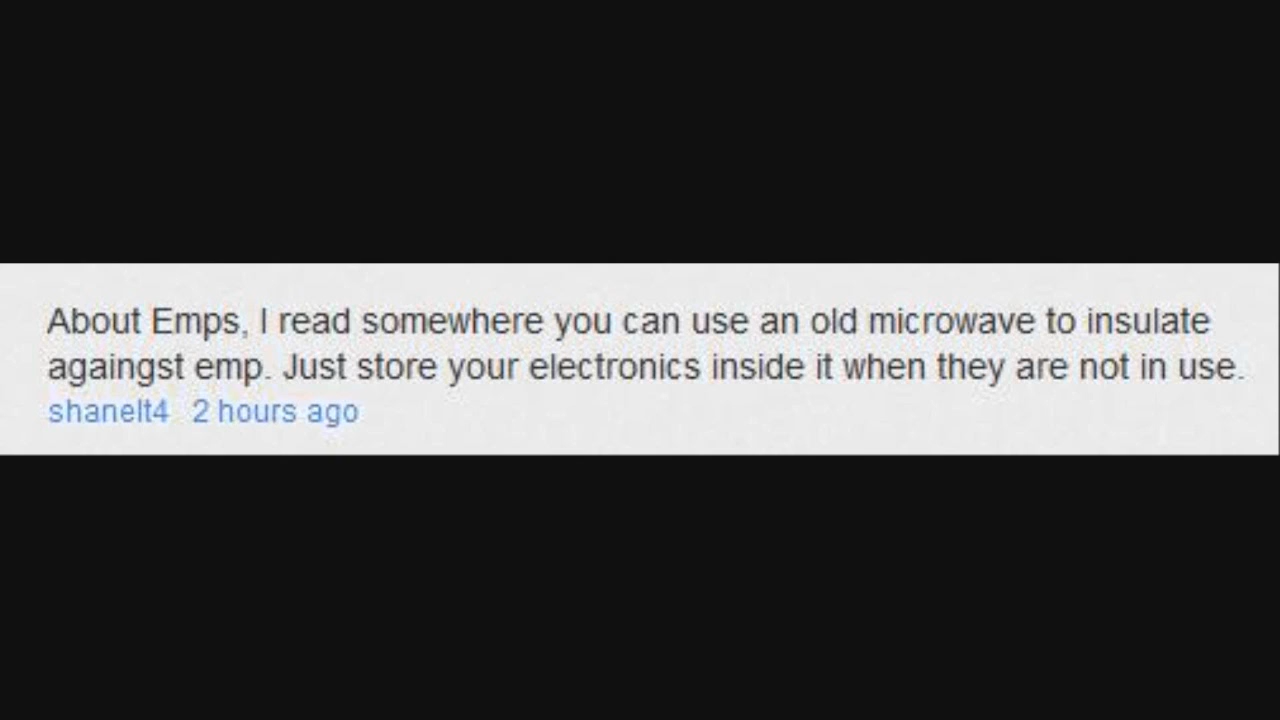 About Emps, I read somewhere you can use an old microwave to insulate
againgst emp. Just store your electronics inside it when they are not in use.
shanelt4 2 hours ago